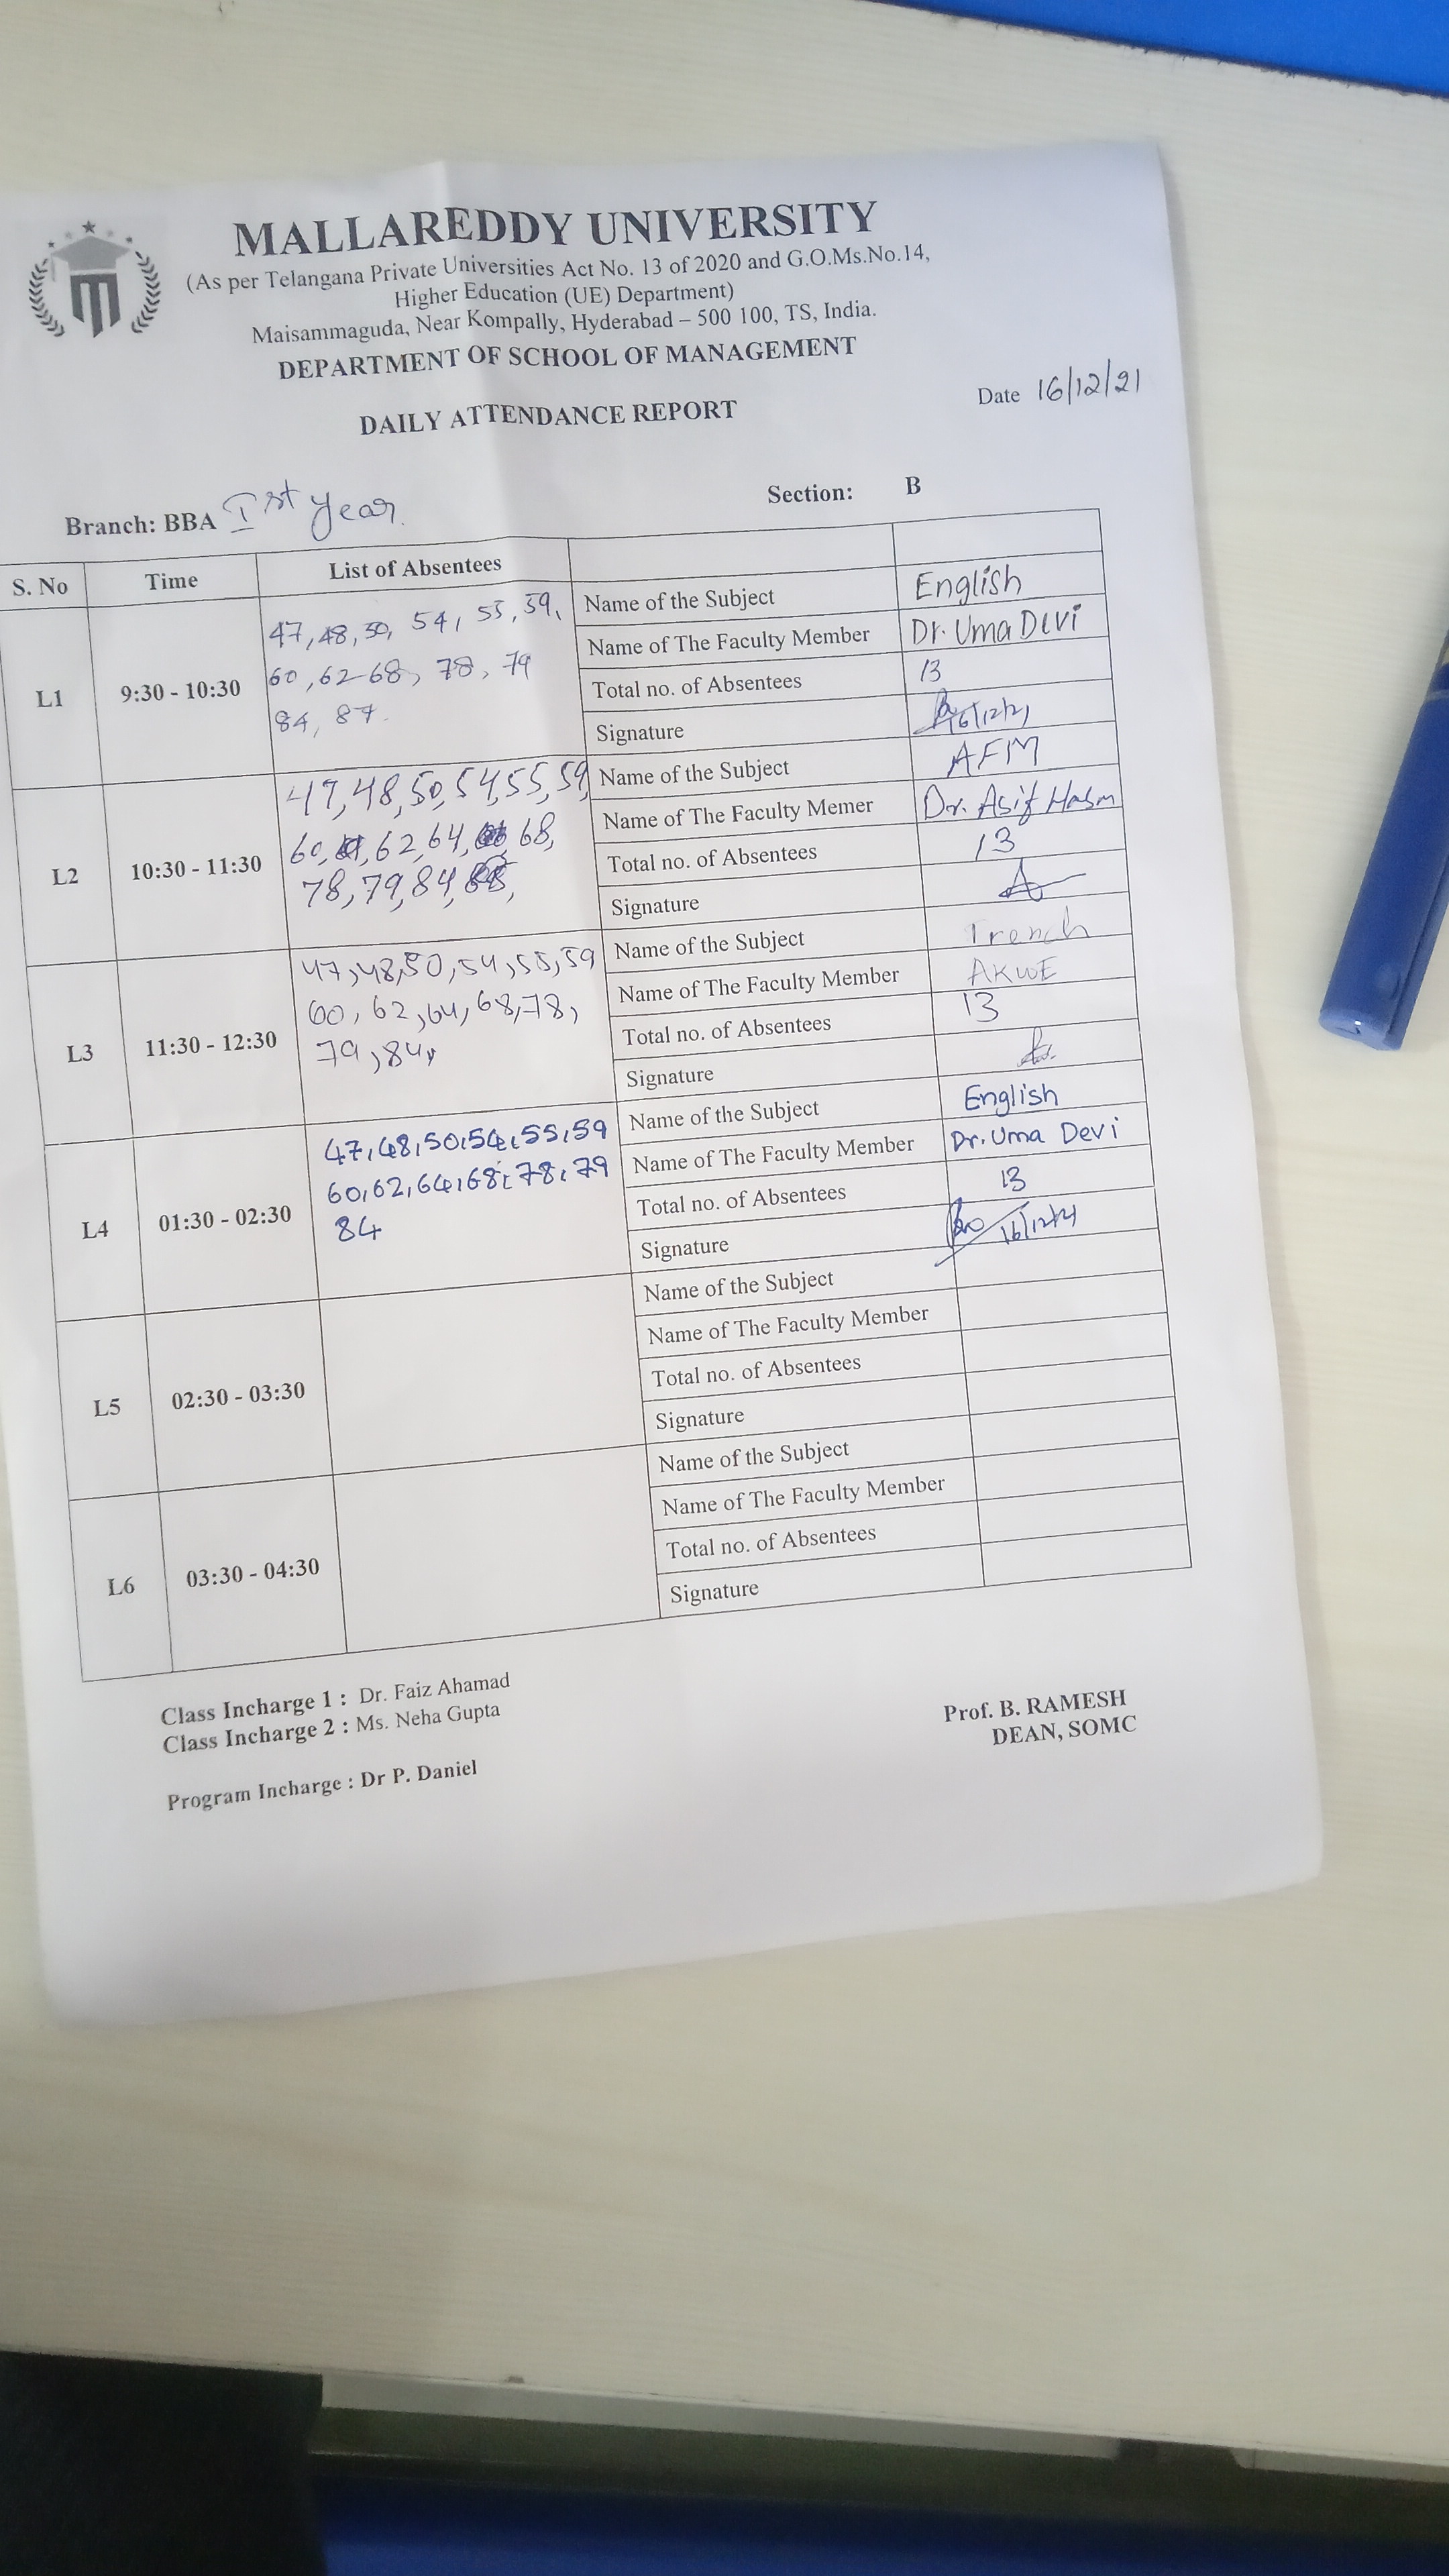 MALLAREDDY UNIVERSITY
(As per Telangana Private Universities Act No. 13 of 2020 and G.O.Ms.No.14,
Higher Education (UE) Department)
Maisammaguda, Near Kompally, Hyderabad – 500 100, TS, India.
DEPARTMENT OF SCHOOL OF MANAGEMENT
DAILY ATTENDANCE REPORT
Date 16/12/21
Branch: BBA Ist Year.
Section: B
S. No Time List of Absentees
L1 9:30 - 10:30
47, 48, 50, 54, 55, 59,
60, 62 68, 78, 79
84, 87.
Name of the Subject English
Name of The Faculty Member Dr. Uma Devi
Total no. of Absentees 13
Signature 16/12/21
L2 10:30 - 11:30
47, 48, 50, 54, 55, 59,
60, 62, 64, 68,
78, 79, 84,
Name of the Subject AFM
Name of The Faculty Memer Dr. Asif
Total no. of Absentees 13
Signature
L3 11:30 - 12:30
47, 48, 50, 54, 55, 59
60, 62, 64, 68, 78,
79, 84,
Name of the Subject
Name of The Faculty Member
Total no. of Absentees 13
Signature
L4 01:30 - 02:30
47, 48, 50, 54, 55, 59
60, 62, 64, 68, 78, 79
84
Name of the Subject English
Name of The Faculty Member Dr. Uma Devi
Total no. of Absentees 13
Signature 16/12/21
L5 02:30 - 03:30
Name of the Subject
Name of The Faculty Member
Total no. of Absentees
Signature
L6 03:30 - 04:30
Name of the Subject
Name of The Faculty Member
Total no. of Absentees
Signature
Class Incharge 1 : Dr. Faiz Ahamad
Class Incharge 2 : Ms. Neha Gupta
Program Incharge : Dr P. Daniel
Prof. B. RAMESH
DEAN, SOMC